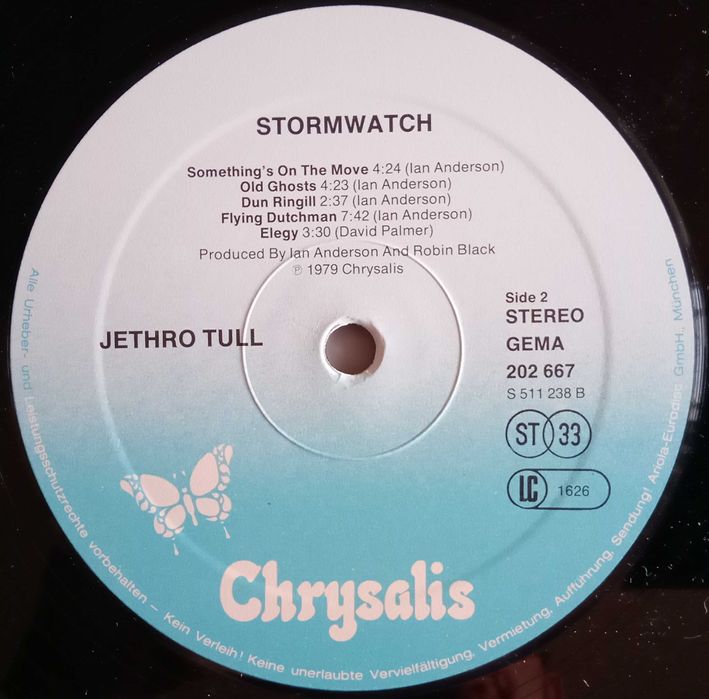 STORMWATCH
Something's On The Move 4:24 (Ian Anderson)
Old Ghosts 4:23 (Ian Anderson)
Dun Ringill 2:37 (Ian Anderson)
Flying Dutchman 7:42 (Ian Anderson)
Elegy 3:30 (David Palmer)
Produced By Ian Anderson And Robin Black
℗ 1979 Chrysalis
JETHRO TULL
Side 2
STEREO
GEMA
202 667
S 511 238 B
ST 33
LC 1626
Chrysalis
Alle Urheber- und Leistungsschutzrechte vorbehalten – Kein Verleih! Keine unerlaubte Vervielfältigung, Vermietung, Aufführung, Sendung! Ariola-Eurodisc GmbH., München